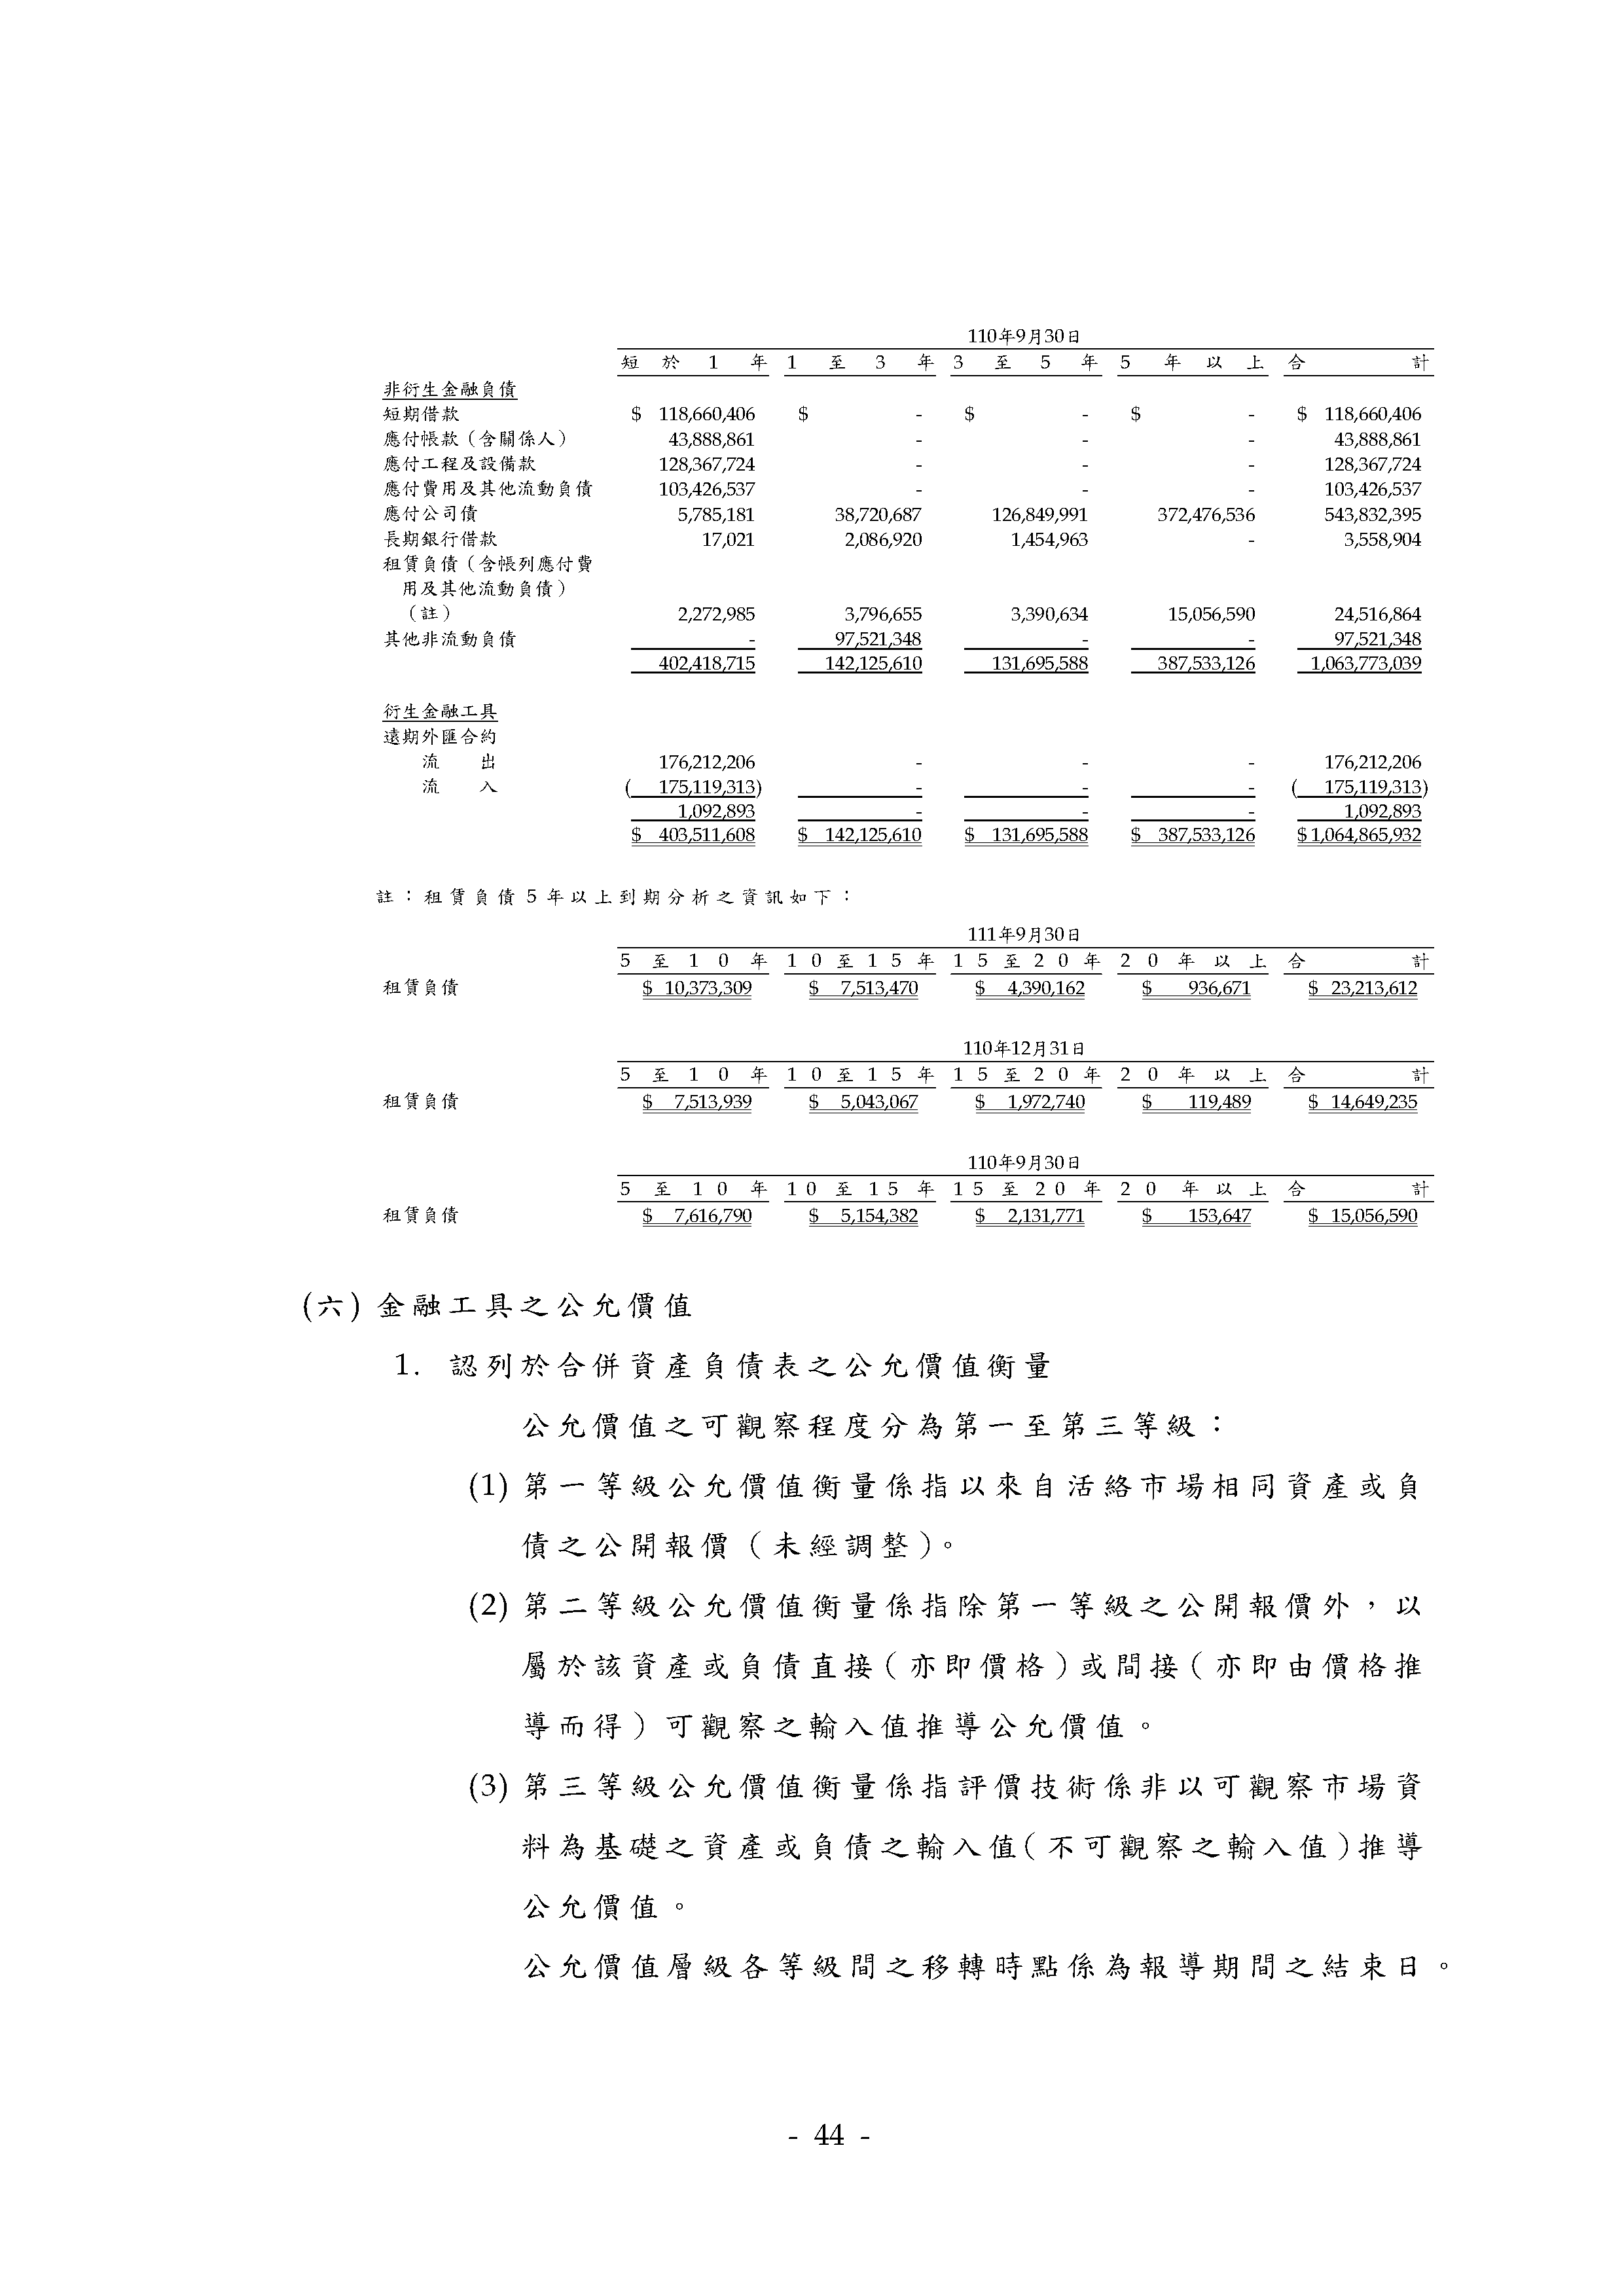 110年9月30日
短於1年 1至3年 3至5年 5年以上 合計
非衍生金融負債
短期借款 $ 118,660,406 $ - $ - $ - $ 118,660,406
應付帳款（含關係人） 43,888,861 - - - 43,888,861
應付工程及設備款 128,367,724 - - - 128,367,724
應付費用及其他流動負債 103,426,537 - - - 103,426,537
應付公司債 5,785,181 38,720,687 126,849,991 372,476,536 543,832,395
長期銀行借款 17,021 2,086,920 1,454,963 - 3,558,904
租賃負債（含帳列應付費
用及其他流動負債）
（註） 2,272,985 3,796,655 3,390,634 15,056,590 24,516,864
其他非流動負債 - 97,521,348 - - 97,521,348
402,418,715 142,125,610 131,695,588 387,533,126 1,063,773,039
衍生金融工具
遠期外匯合約
流出 176,212,206 - - - 176,212,206
流入 ( 175,119,313) - - - ( 175,119,313)
1,092,893 - - - 1,092,893
$ 403,511,608 $ 142,125,610 $ 131,695,588 $ 387,533,126 $ 1,064,865,932
註：租賃負債5年以上到期分析之資訊如下：
111年9月30日
5至10年 10至15年 15至20年 20年以上 合計
租賃負債 $ 10,373,309 $ 7,513,470 $ 4,390,162 $ 936,671 $ 23,213,612
110年12月31日
5至10年 10至15年 15至20年 20年以上 合計
租賃負債 $ 7,513,939 $ 5,043,067 $ 1,972,740 $ 119,489 $ 14,649,235
110年9月30日
5至10年 10至15年 15至20年 20年以上 合計
租賃負債 $ 7,616,790 $ 5,154,382 $ 2,131,771 $ 153,647 $ 15,056,590
(六) 金融工具之公允價值
1. 認列於合併資產負債表之公允價值衡量
公允價值之可觀察程度分為第一至第三等級：
(1) 第一等級公允價值衡量係指以來自活絡市場相同資產或負
債之公開報價（未經調整）。
(2) 第二等級公允價值衡量係指除第一等級之公開報價外，以
屬於該資產或負債直接（亦即價格）或間接（亦即由價格推
導而得）可觀察之輸入值推導公允價值。
(3) 第三等級公允價值衡量係指評價技術係非以可觀察市場資
料為基礎之資產或負債之輸入值（不可觀察之輸入值）推導
公允價值。
公允價值層級各等級間之移轉時點係為報導期間之結束日。
- 44 -